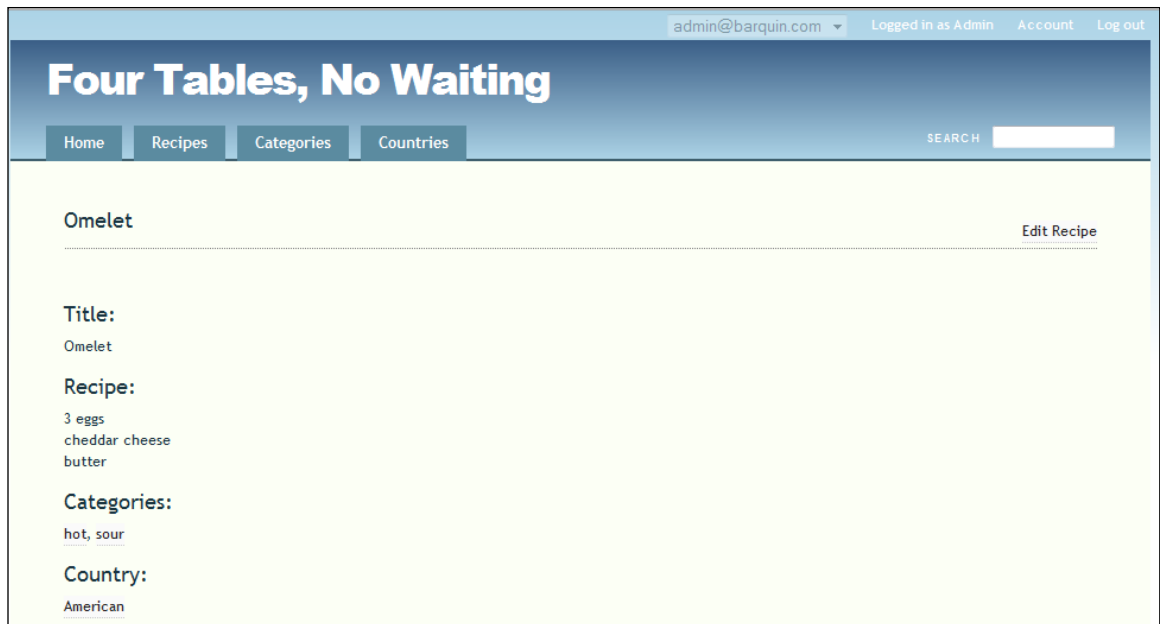 admin@barquin.com Logged in as Admin Account Log out
Four Tables, No Waiting
Home Recipes Categories Countries SEARCH
Omelet
Edit Recipe
Title:
Omelet
Recipe:
3 eggs
cheddar cheese
butter
Categories:
hot, sour
Country:
American